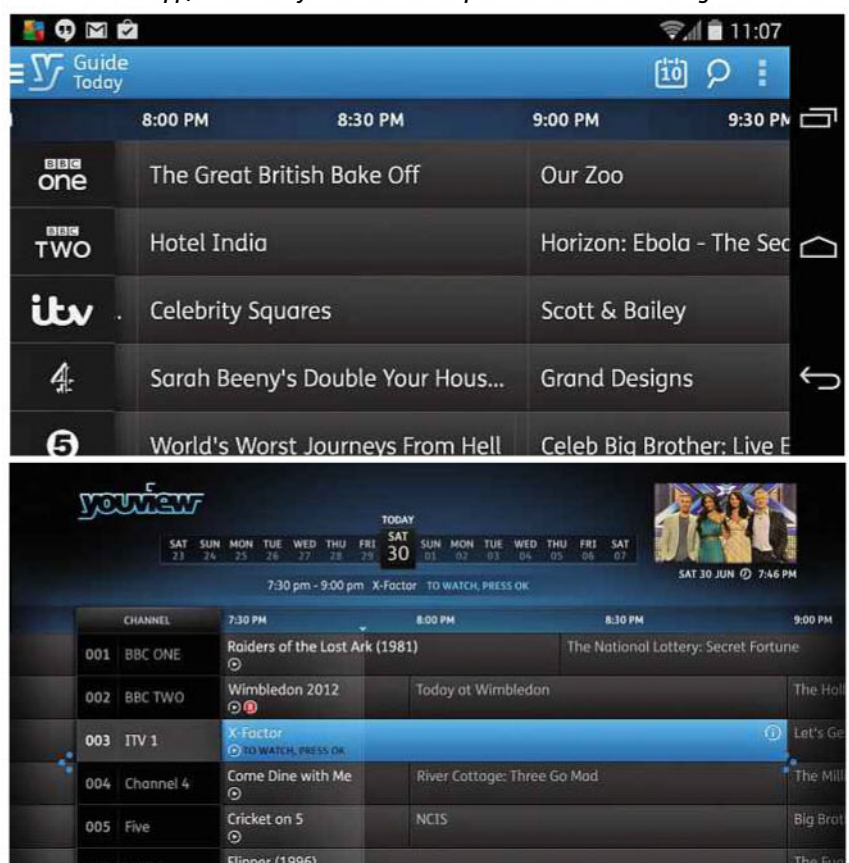 11:07
Guide
Today
10
8:00 PM 8:30 PM 9:00 PM 9:30 PM
BBC one The Great British Bake Off Our Zoo
BBC TWO Hotel India Horizon: Ebola - The Sec
itv . Celebrity Squares Scott & Bailey
4 Sarah Beeny's Double Your Hous... Grand Designs
5 World's Worst Journeys From Hell Celeb Big Brother: Live E
youview
TODAY
SAT SUN MON TUE WED THU FRI SAT SUN MON TUE WED THU FRI SAT
23 24 25 26 27 28 29 30 01 02 03 04 05 06 07
SAT 30 JUN 7:46 PM
7:30 pm - 9:00 pm X-Factor TO WATCH, PRESS OK
CHANNEL 7:30 PM 8:00 PM 8:30 PM 9:00 PM
001 BBC ONE Raiders of the Lost Ark (1981) The National Lottery: Secret Fortune
002 BBC TWO Wimbledon 2012 Today at Wimbledon The Holl
003 ITV 1 X-Factor Let's Ge
TO WATCH, PRESS OK
004 Channel 4 Come Dine with Me River Cottage: Three Go Mad The Mill
005 Five Cricket on 5 NCIS Big Brot
Flipper (1996)